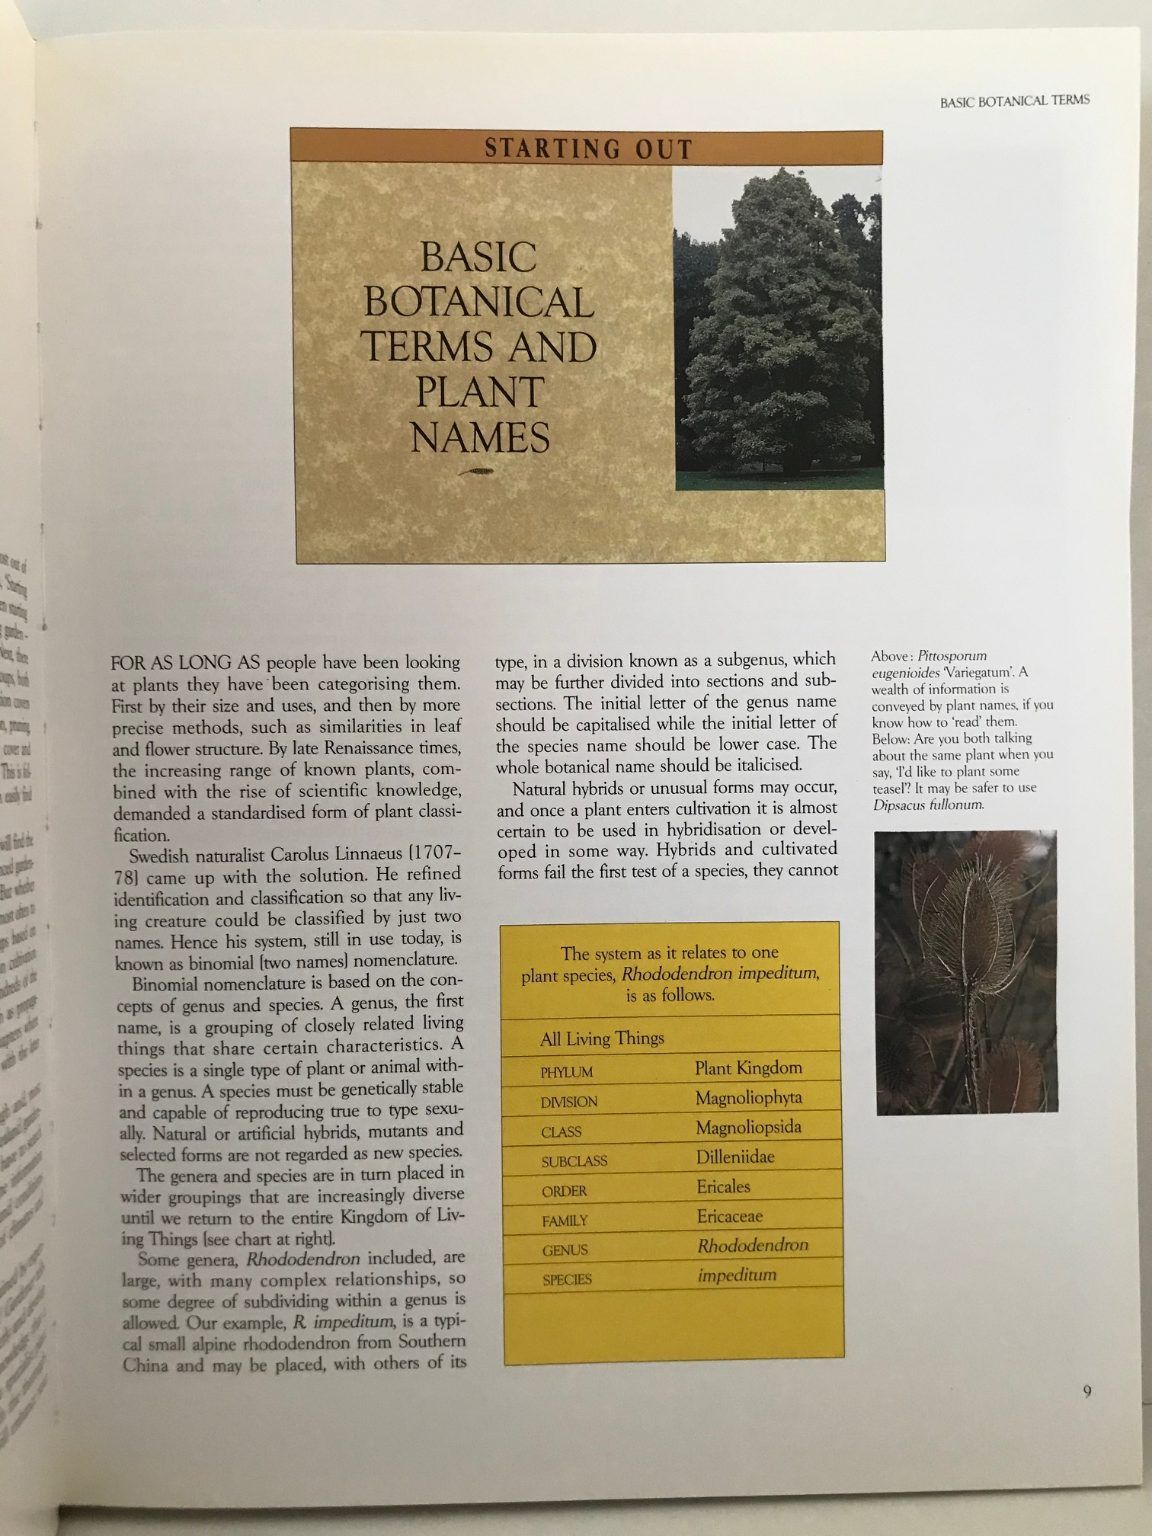 BASIC BOTANICAL TERMS
STARTING OUT
BASIC
BOTANICAL
TERMS AND
PLANT
NAMES
FOR AS LONG AS people have been looking
at plants they have been categorising them.
First by their size and uses, and then by more
precise methods, such as similarities in leaf
and flower structure. By late Renaissance times,
the increasing range of known plants, com-
bined with the rise of scientific knowledge,
demanded a standardised form of plant classi-
fication.
Swedish naturalist Carolus Linnaeus (1707–
78) came up with the solution. He refined
identification and classification so that any liv-
ing creature could be classified by just two
names. Hence his system, still in use today, is
known as binomial (two names) nomenclature.
Binomial nomenclature is based on the con-
cepts of genus and species. A genus, the first
name, is a grouping of closely related living
things that share certain characteristics. A
species is a single type of plant or animal with-
in a genus. A species must be genetically stable
and capable of reproducing true to type sexu-
ally. Natural or artificial hybrids, mutants and
selected forms are not regarded as new species.
The genera and species are in turn placed in
wider groupings that are increasingly diverse
until we return to the entire Kingdom of Liv-
ing Things (see chart at right).
Some genera, Rhododendron included, are
large, with many complex relationships, so
some degree of subdividing within a genus is
allowed. Our example, R. impeditum, is a typi-
cal small alpine rhododendron from Southern
China and may be placed, with others of its
type, in a division known as a subgenus, which
may be further divided into sections and sub-
sections. The initial letter of the genus name
should be capitalised while the initial letter of
the species name should be lower case. The
whole botanical name should be italicised.
Natural hybrids or unusual forms may occur,
and once a plant enters cultivation it is almost
certain to be used in hybridisation or devel-
oped in some way. Hybrids and cultivated
forms fail the first test of a species, they cannot
The system as it relates to one
plant species, Rhododendron impeditum,
is as follows.
All Living Things
PHYLUM Plant Kingdom
DIVISION Magnoliophyta
CLASS Magnoliopsida
SUBCLASS Dilleniidae
ORDER Ericales
FAMILY Ericaceae
GENUS Rhododendron
SPECIES impeditum
Above: Pittosporum
eugenioides 'Variegatum'. A
wealth of information is
conveyed by plant names, if you
know how to 'read' them.
Below: Are you both talking
about the same plant when you
say, 'I'd like to plant some
teasel'? It may be safer to use
Dipsacus fullonum.
9